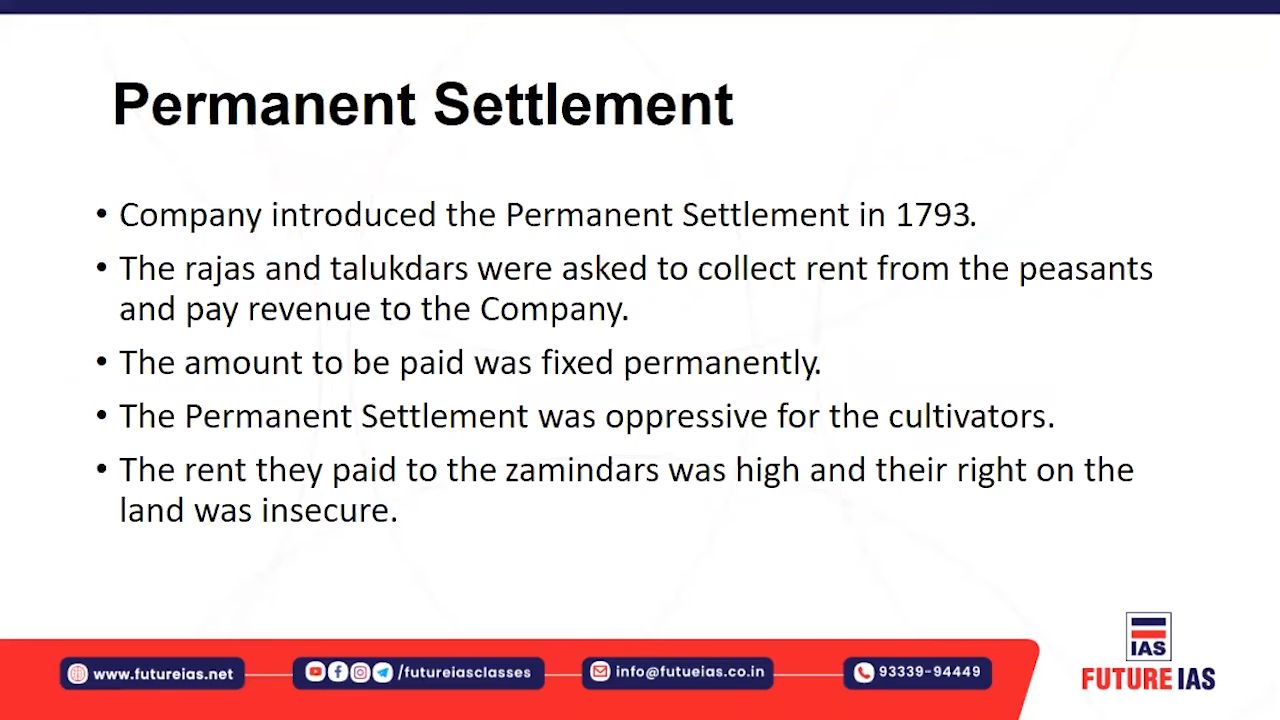 Permanent Settlement
• Company introduced the Permanent Settlement in 1793.
• The rajas and talukdars were asked to collect rent from the peasants
and pay revenue to the Company.
• The amount to be paid was fixed permanently.
• The Permanent Settlement was oppressive for the cultivators.
• The rent they paid to the zamindars was high and their right on the
land was insecure.
www.futureias.net
/futureiasclasses
info@futueias.co.in
93339-94449
IAS
FUTURE IAS